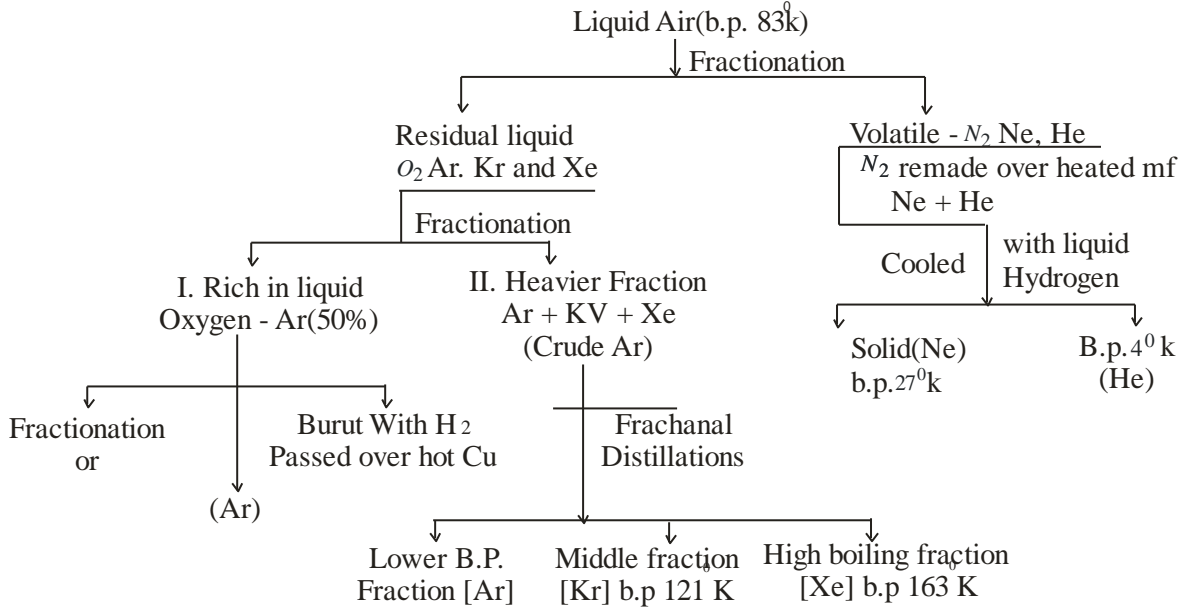 Liquid Air(b.p. 83⁰k)
Fractionation
Residual liquid
O₂ Ar. Kr and Xe
Volatile - N₂ Ne, He
N₂ remade over heated mf
Ne + He
Fractionation
Cooled
with liquid
Hydrogen
I. Rich in liquid
Oxygen - Ar(50%)
II. Heavier Fraction
Ar + KV + Xe
(Crude Ar)
Solid(Ne)
b.p.27⁰k
B.p.4⁰ k
(He)
Fractionation
or
Burut With H₂
Passed over hot Cu
(Ar)
Frachanal
Distillations
Lower B.P.
Fraction [Ar]
Middle fraction
[Kr] b.p 121⁰ K
High boiling fraction
[Xe] b.p 163⁰ K